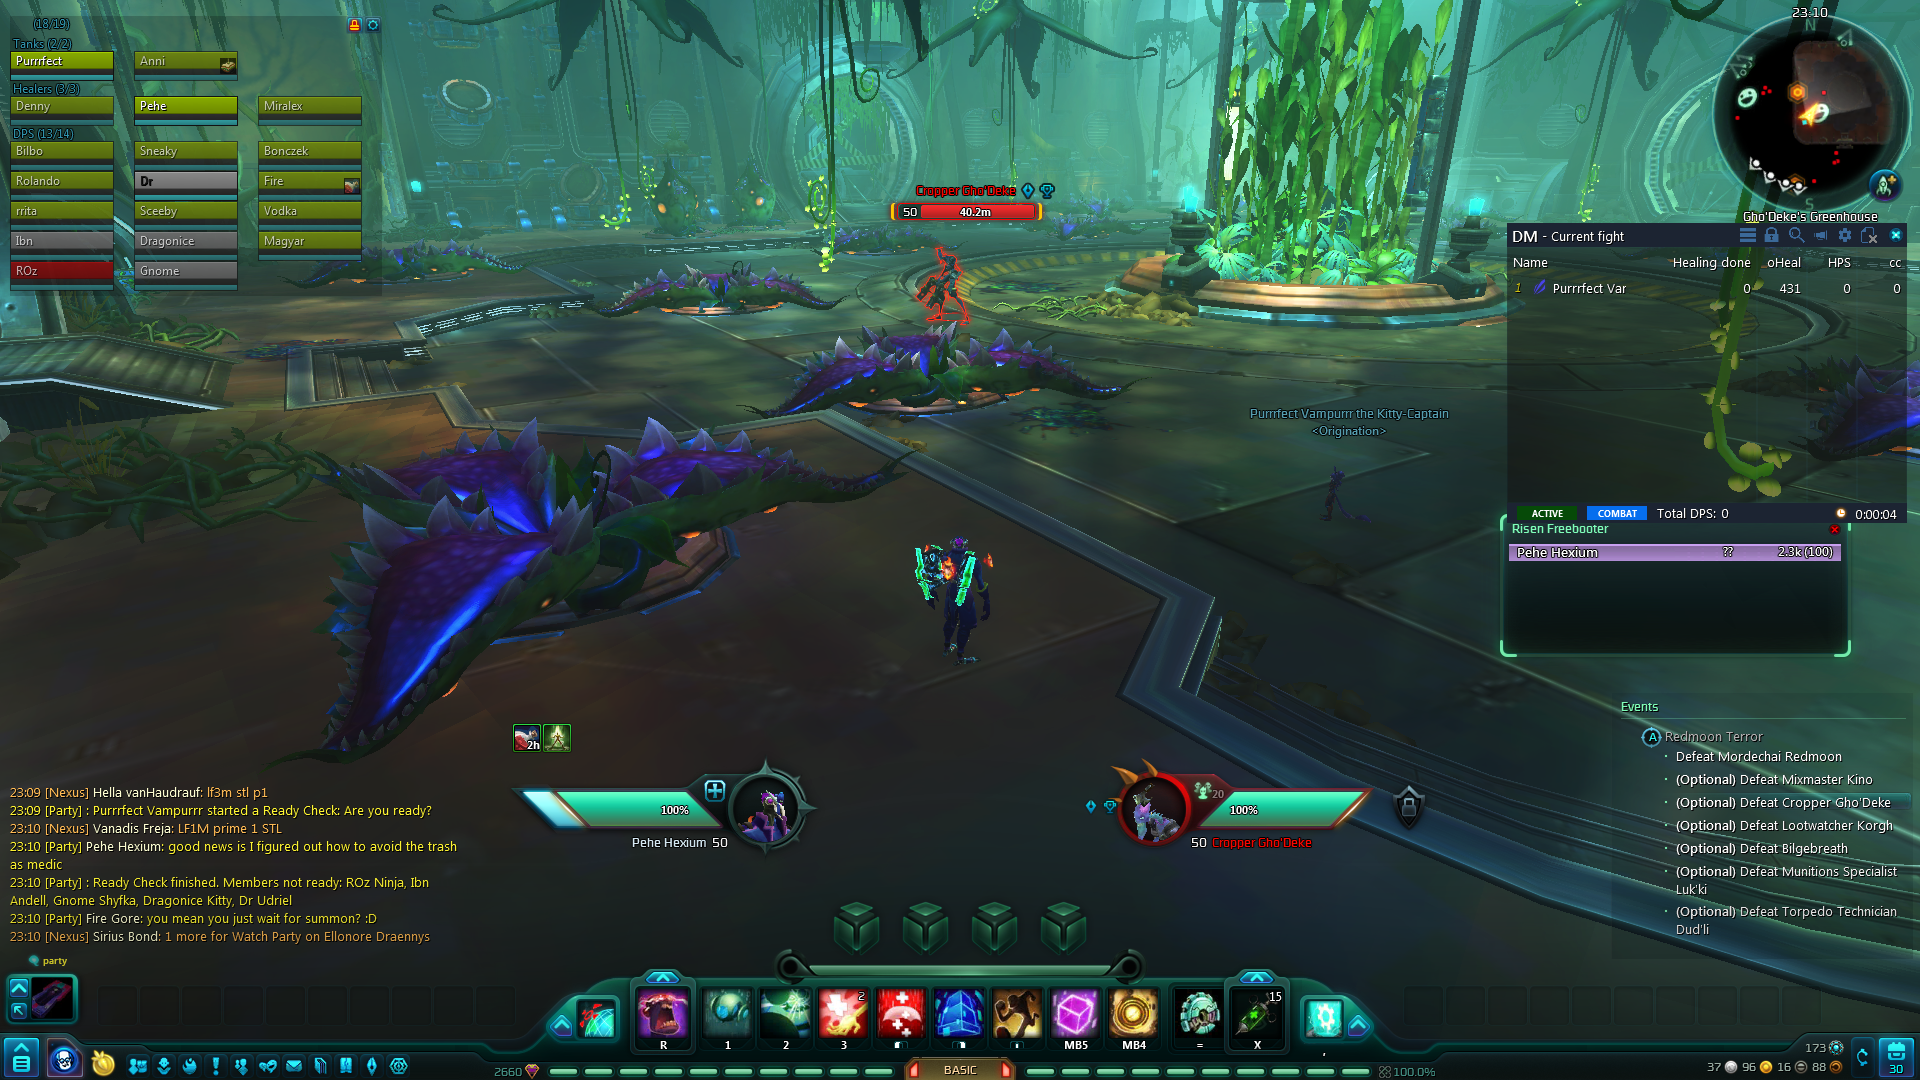 (18/19)
Tanks (2/2)
Purrrfect
Anni
Healers (3/3)
Denny
Pehe
Miralex
DPS (13/14)
Bilbo
Sneaky
Bonczek
Rolando
Dr
Fire
rrita
Sceeby
Vodka
Ibn
Dragonice
Magyar
ROz
Gnome
Cropper Gho'Deke
50 40.2m
23:10
N
S
Gho'Deke's Greenhouse
DM - Current fight
Name Healing done oHeal HPS cc
1 Purrrfect Var 0 431 0 0
ACTIVE COMBAT Total DPS: 0 0:00:04
Risen Freebooter
Pehe Hexium ?? 2.3k (100)
Purrrfect Vampurrr the Kitty-Captain
<Origination>
Events
A Redmoon Terror
· Defeat Mordechai Redmoon
· (Optional) Defeat Mixmaster Kino
· (Optional) Defeat Cropper Gho'Deke
· (Optional) Defeat Lootwatcher Korgh
· (Optional) Defeat Bilgebreath
· (Optional) Defeat Munitions Specialist
Luk'ki
· (Optional) Defeat Torpedo Technician
Dud'li
2h
100%
Pehe Hexium 50
20
100%
50 Cropper Gho'Deke
23:09 [Nexus] Hella vanHaudrauf: lf3m stl p1
23:09 [Party] : Purrrfect Vampurrr started a Ready Check: Are you ready?
23:10 [Nexus] Vanadis Freja: LF1M prime 1 STL
23:10 [Party] Pehe Hexium: good news is I figured out how to avoid the trash
as medic
23:10 [Party] : Ready Check finished. Members not ready: ROz Ninja, Ibn
Andell, Gnome Shyfka, Dragonice Kitty, Dr Udriel
23:10 [Party] Fire Gore: you mean you just wait for summon? :D
23:10 [Nexus] Sirius Bond: 1 more for Watch Party on Ellonore Draennys
party
2 15
R 1 2 3 MB5 MB4 = X
2660
BASIC
100.0%
173
37 96 16 88
30